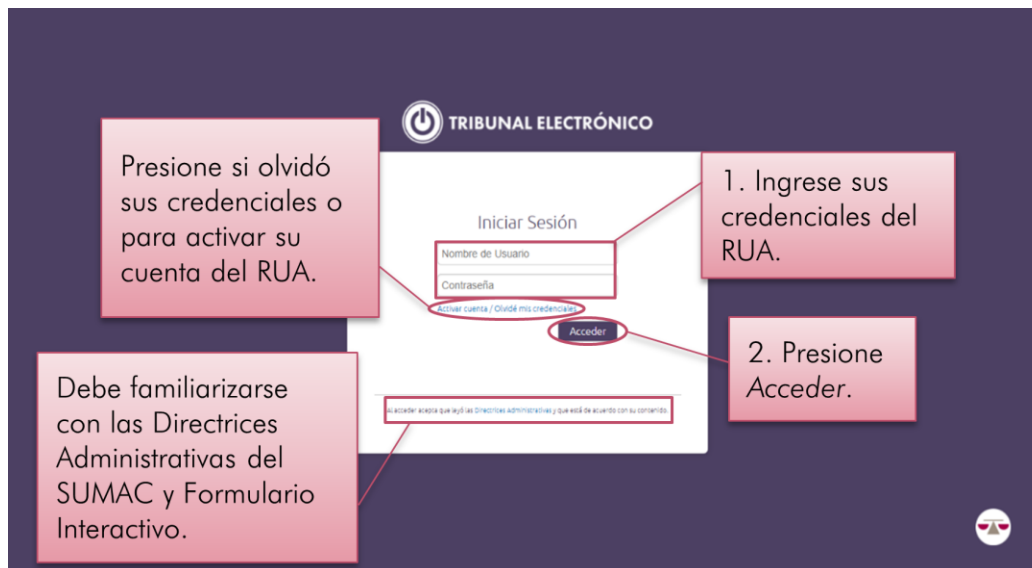 TRIBUNAL ELECTRÓNICO
Presione si olvidó
sus credenciales o
para activar su
cuenta del RUA.
1. Ingrese sus
credenciales del
RUA.
Iniciar Sesión
Nombre de Usuario
Contraseña
Activar cuenta / Olvidé mis credenciales
Acceder
2. Presione
Acceder.
Debe familiarizarse
con las Directrices
Administrativas del
SUMAC y Formulario
Interactivo.
Al acceder acepta que leyó las Directrices Administrativas y que está de acuerdo con su contenido.